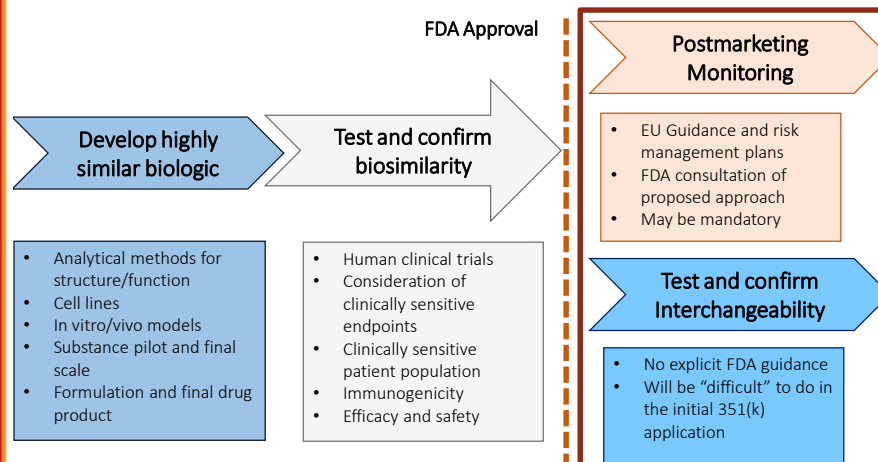 FDA Approval
Develop highly
similar biologic
• Analytical methods for
structure/function
• Cell lines
• In vitro/vivo models
• Substance pilot and final
scale
• Formulation and final drug
product
Test and confirm
biosimilarity
• Human clinical trials
• Consideration of
clinically sensitive
endpoints
• Clinically sensitive
patient population
• Immunogenicity
• Efficacy and safety
Postmarketing
Monitoring
• EU Guidance and risk
management plans
• FDA consultation of
proposed approach
• May be mandatory
Test and confirm
Interchangeability
• No explicit FDA guidance
• Will be “difficult” to do in
the initial 351(k)
application